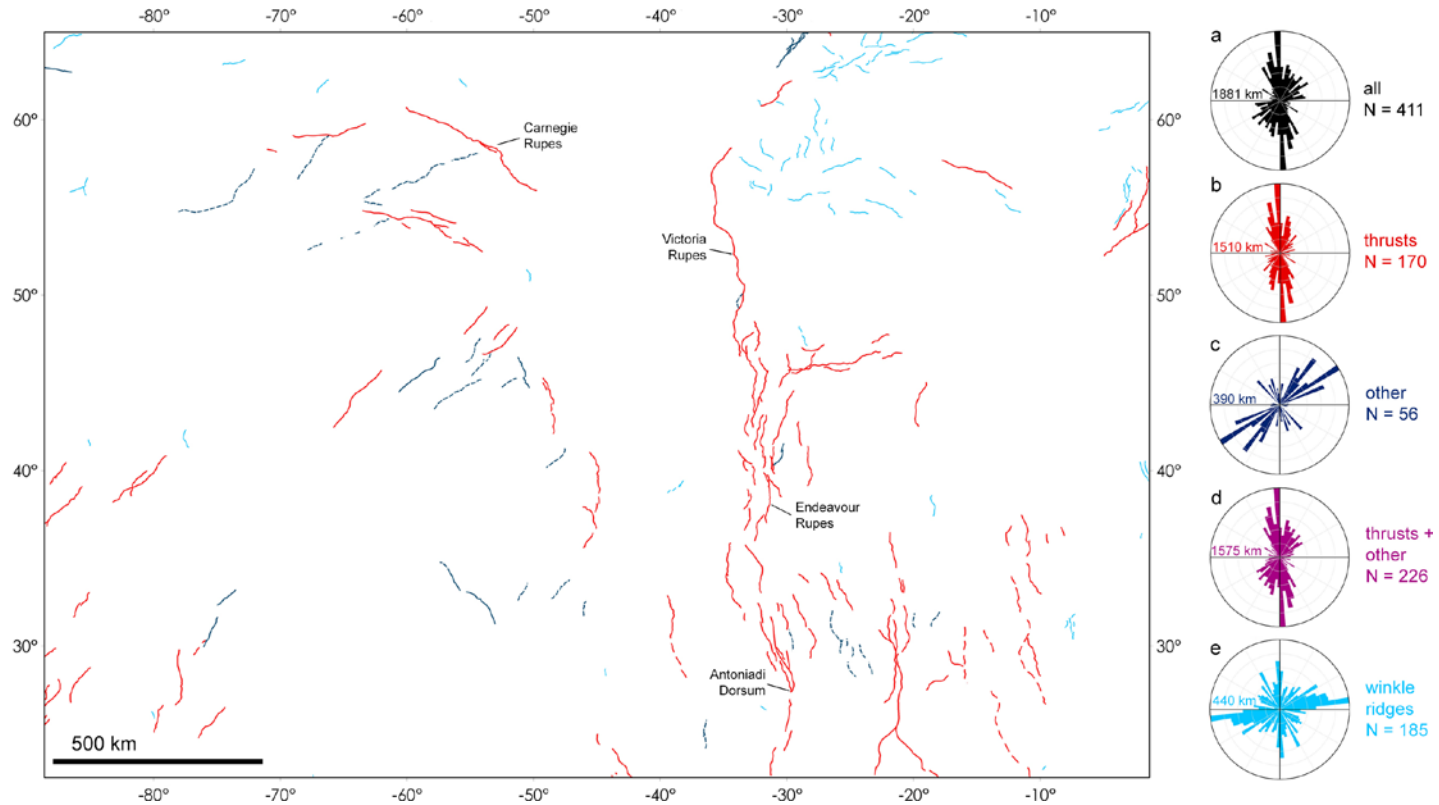 -80° -70° -60° -50° -40° -30° -20° -10°
60°
50°
40°
30°
Carnegie
Rupes
Victoria
Rupes
Endeavour
Rupes
Antoniadi
Dorsum
500 km
60°
50°
40°
30°
-80° -70° -60° -50° -40° -30° -20° -10°
a
1881 km
all
N = 411
b
1510 km
thrusts
N = 170
c
390 km
other
N = 56
d
1575 km
thrusts +
other
N = 226
e
440 km
winkle
ridges
N = 185